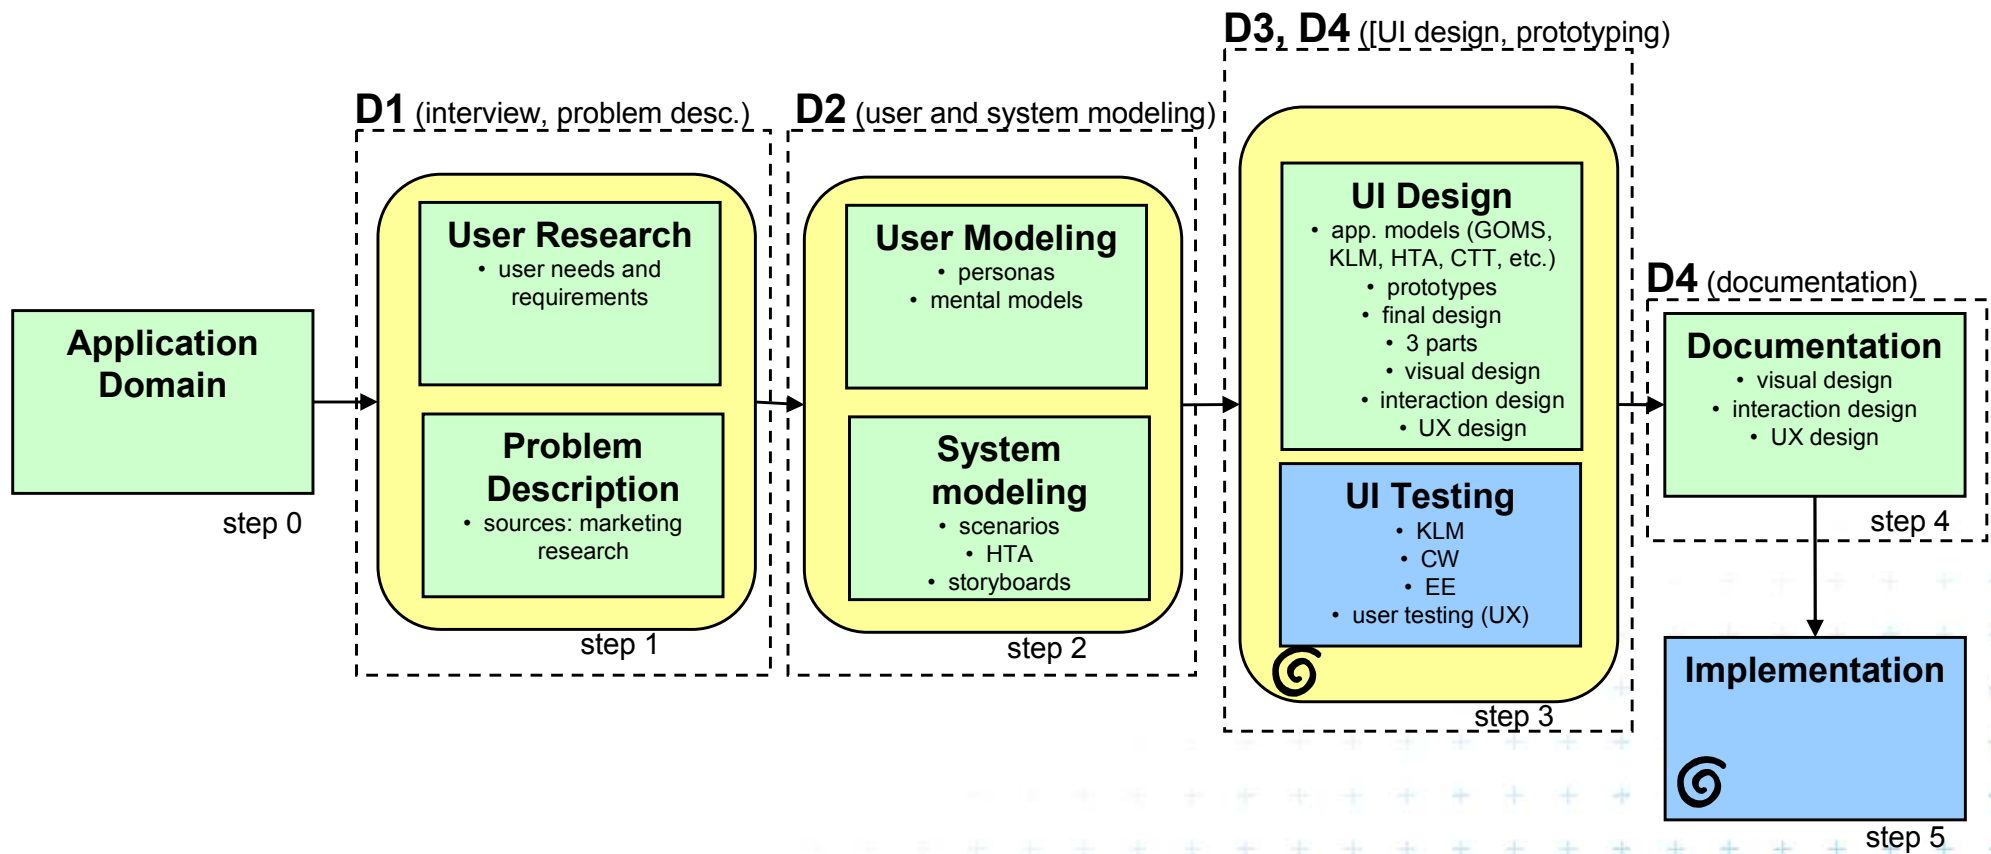 D3, D4 ([UI design, prototyping)
D1 (interview, problem desc.)
D2 (user and system modeling)
D4 (documentation)
Application
Domain
step 0
User Research
• user needs and
requirements
Problem
Description
• sources: marketing
research
step 1
User Modeling
• personas
• mental models
System
modeling
• scenarios
• HTA
• storyboards
step 2
UI Design
• app. models (GOMS,
KLM, HTA, CTT, etc.)
• prototypes
• final design
• 3 parts
• visual design
• interaction design
• UX design
UI Testing
• KLM
• CW
• EE
• user testing (UX)
step 3
Documentation
• visual design
• interaction design
• UX design
step 4
Implementation
step 5